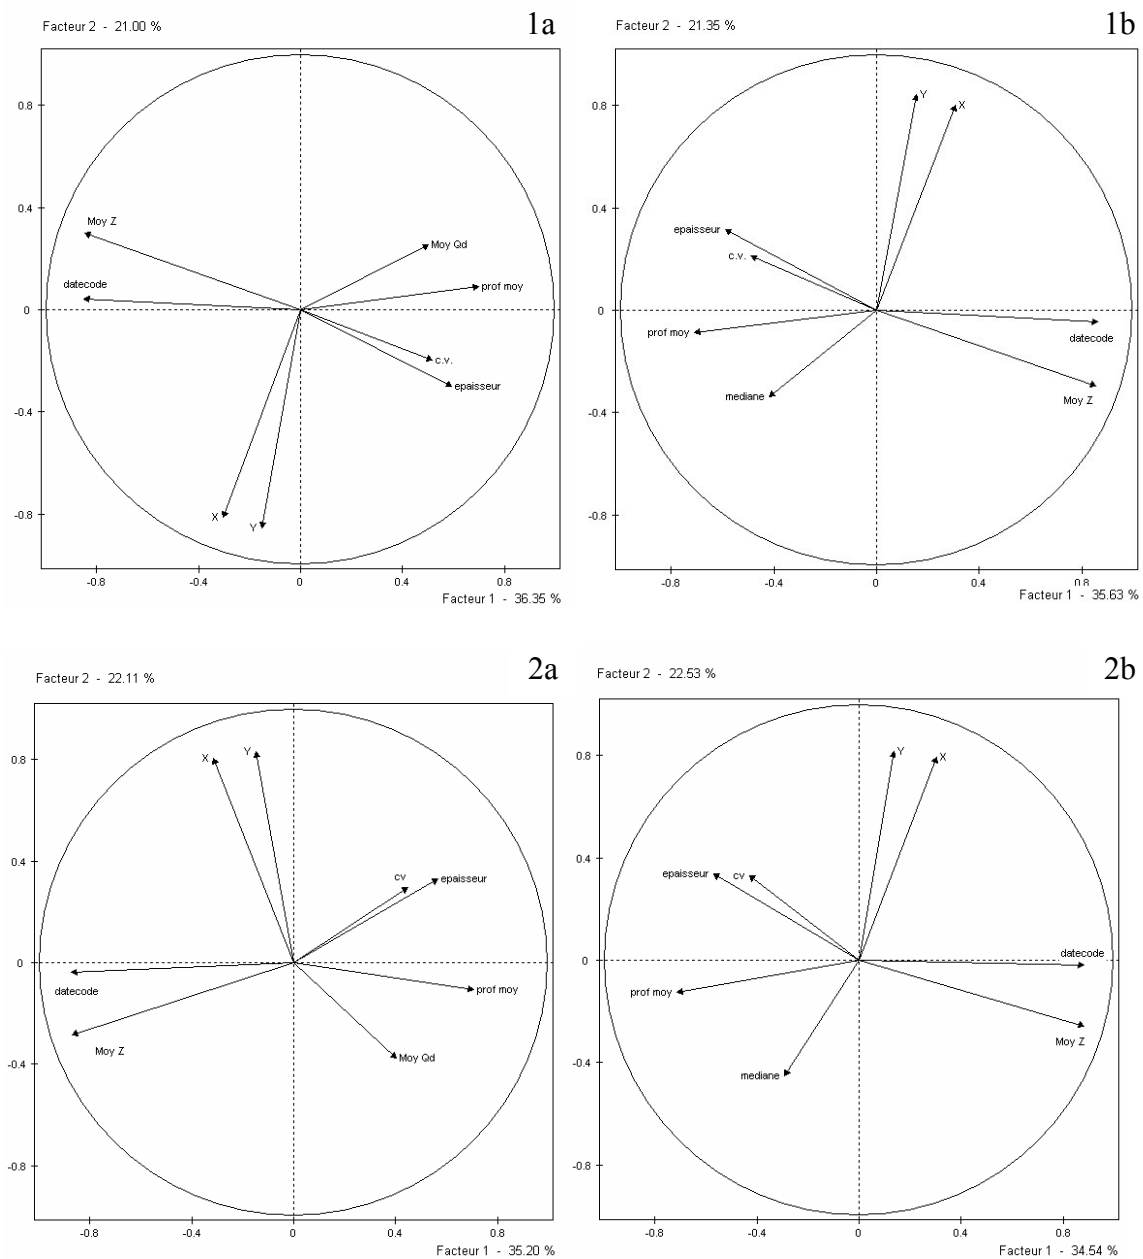 Facteur 2 - 21.00 %
1a
Moy Z
datecode
Moy Qd
prof moy
c.v.
epaisseur
X
Y
0.8
0.4
0
-0.4
-0.8
-0.8
-0.4
0
0.4
0.8
Facteur 1 - 36.35 %
Facteur 2 - 21.35 %
1b
Y
X
epaisseur
c.v.
prof moy
datecode
mediane
Moy Z
0.8
0.4
0
-0.4
-0.8
-0.8
-0.4
0
0.4
0.8
Facteur 1 - 35.63 %
Facteur 2 - 22.11 %
2a
X
Y
cv
epaisseur
datecode
prof moy
Moy Z
Moy Qd
0.8
0.4
0
-0.4
-0.8
-0.8
-0.4
0
0.4
0.8
Facteur 1 - 35.20 %
Facteur 2 - 22.53 %
2b
Y
X
epaisseur
cv
datecode
prof moy
Moy Z
mediane
0.8
0.4
0
-0.4
-0.8
-0.8
-0.4
0
0.4
0.8
Facteur 1 - 34.54 %